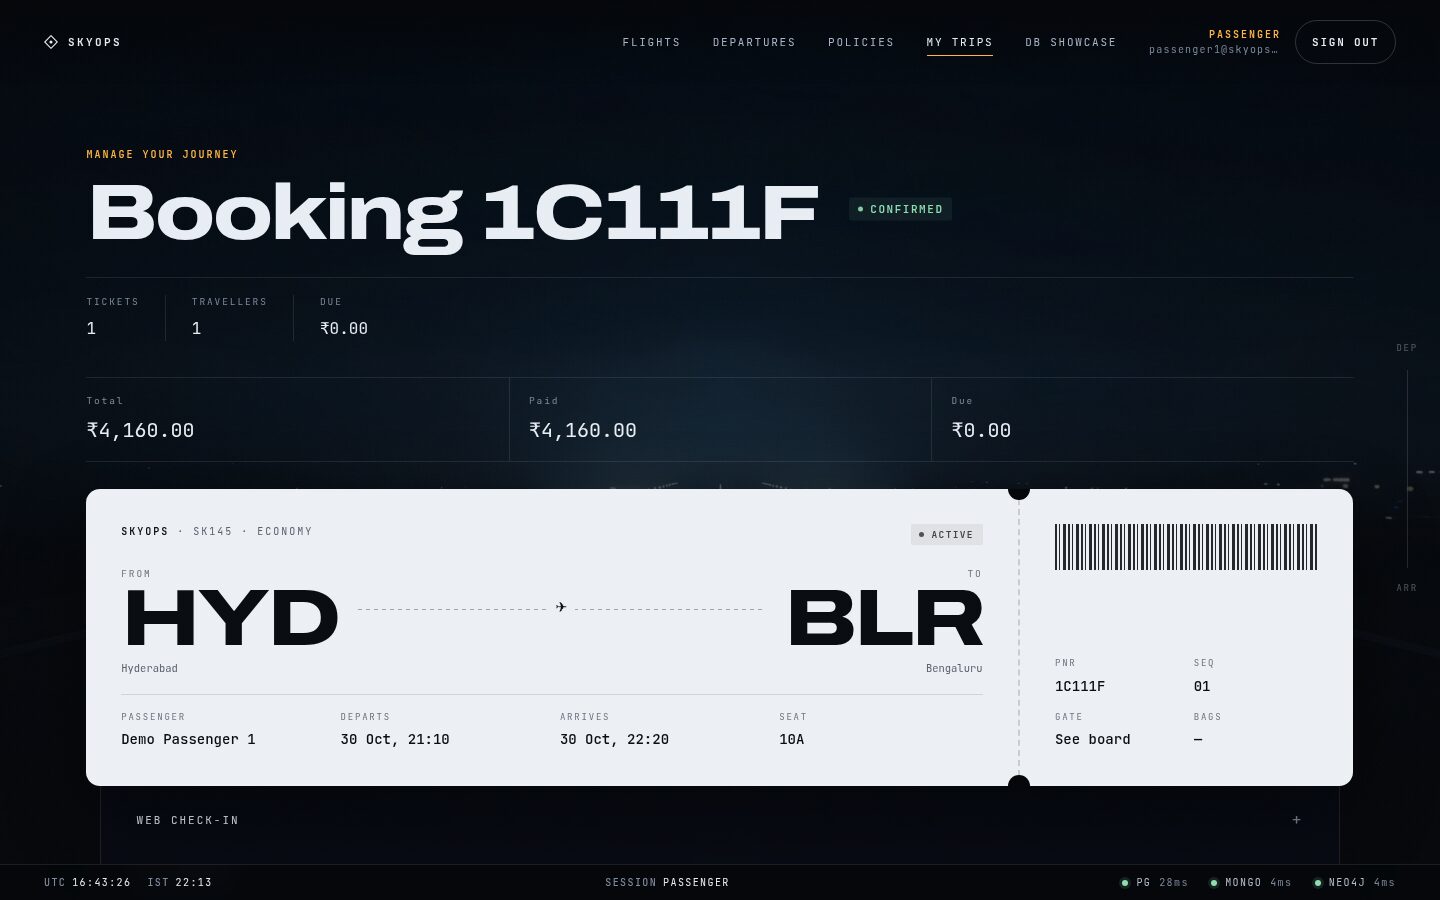 SKYOPS
FLIGHTS DEPARTURES POLICIES MY TRIPS DB SHOWCASE
PASSENGER
passenger1@skyops…
SIGN OUT
MANAGE YOUR JOURNEY
Booking 1C111F
CONFIRMED
TICKETS TRAVELLERS DUE
1 1 ₹0.00
DEP
Total Paid Due
₹4,160.00 ₹4,160.00 ₹0.00
SKYOPS · SK145 · ECONOMY
ACTIVE
FROM TO
HYD ✈ BLR
Hyderabad Bengaluru
PASSENGER DEPARTS ARRIVES SEAT
Demo Passenger 1 30 Oct, 21:10 30 Oct, 22:20 10A
PNR SEQ
1C111F 01
GATE BAGS
See board —
ARR
WEB CHECK-IN +
UTC 16:43:26 IST 22:13
SESSION PASSENGER
PG 28ms MONGO 4ms NEO4J 4ms